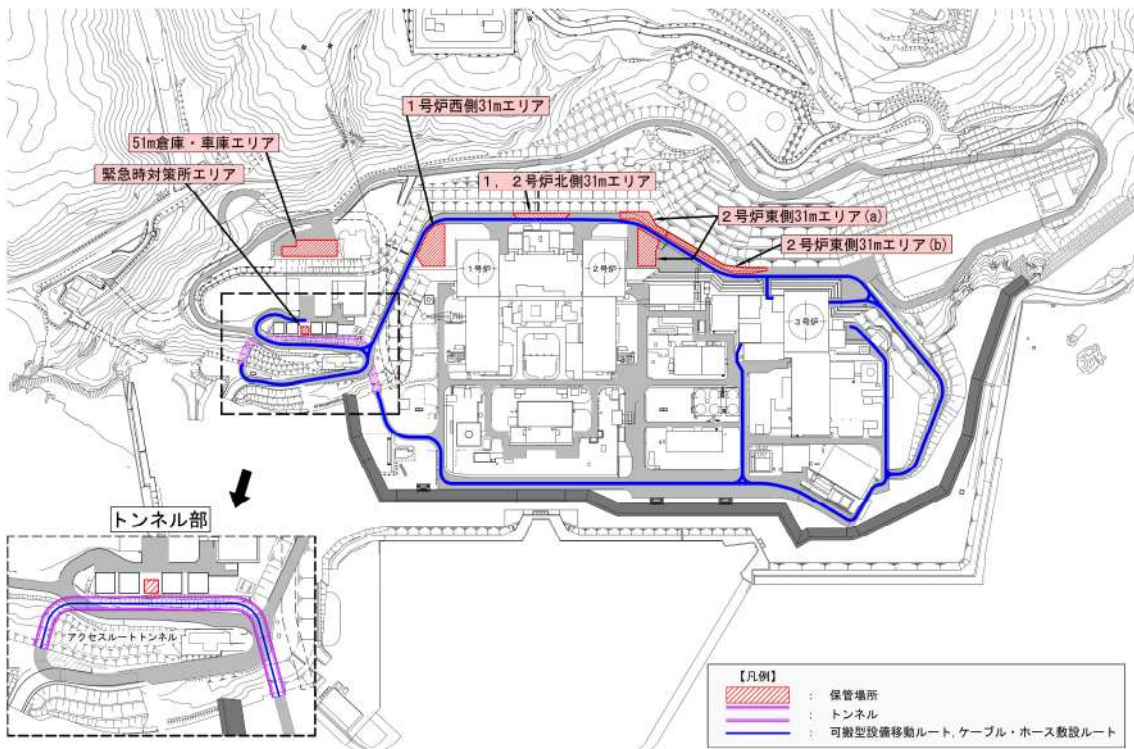 1号炉西側31mエリア
51m倉庫・車庫エリア
緊急時対策所エリア
1,2号炉北側31mエリア
2号炉東側31mエリア(a)
2号炉東側31mエリア(b)
1号炉
2号炉
3号炉
トンネル部
アクセスルートトンネル
【凡例】
: 保管場所
: トンネル
: 可搬型設備移動ルート,ケーブル・ホース敷設ルート